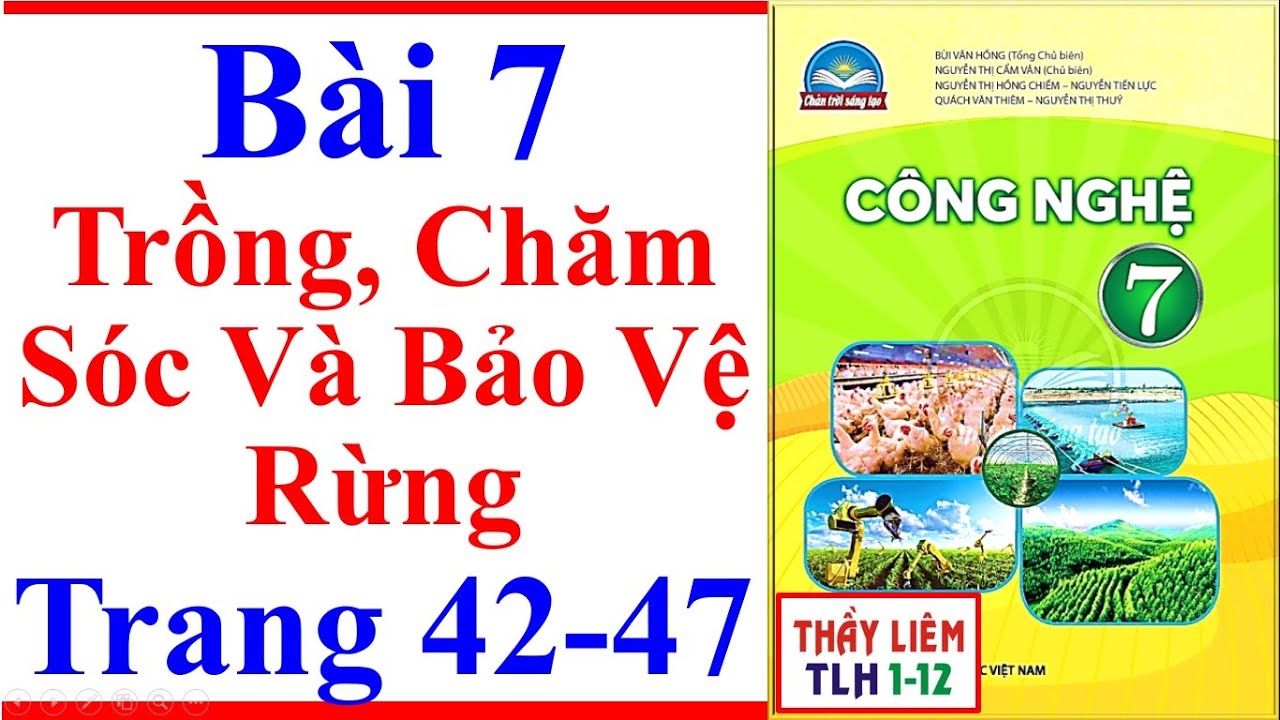 Bài 7
Trồng, Chăm
Sóc Và Bảo Vệ
Rừng
Trang 42-47
Chân trời sáng tạo
BÙI VĂN HỒNG (Tổng Chủ biên)
NGUYỄN THỊ CẨM VÂN (Chủ biên)
NGUYỄN THỊ HỒNG CHIẾM – NGUYỄN TIẾN LỰC
QUÁCH VĂN THIÊM – NGUYỄN THỊ THUÝ
CÔNG NGHỆ
7
THẦY LIÊM
TLH 1-12
VIỆT NAM